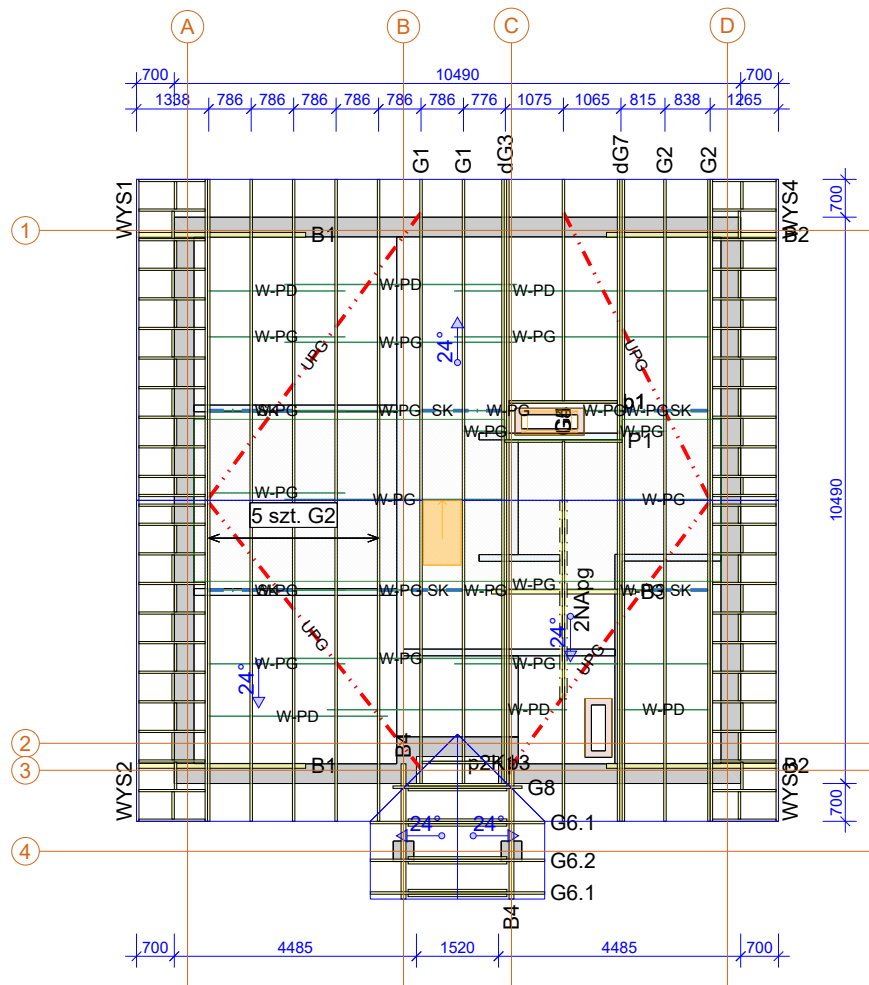 A B C D
700 10490 700
1338 786 786 786 786 786 786 776 1075 1065 815 838 1265
WYS1 G1 G1 dG3 dG7 G2 G2 WYS4
700
1
B1 B2
W-PD W-PD W-PD
W-PG W-PG W-PG
UPG 24° UPG
b1
SK W-PG W-PG SK W-PG W-PG W-PG SK
W-PG W-PG
P1
W-PG W-PG W-PG
10490
5 szt. G2
2NApg
SK W-PG W-PG SK W-PG W-PG W-PG SK
B3
UPG 24° UPG
W-PG W-PG W-PG
24°
W-PD W-PD W-PD
2
B4
3
B1 B2
WYS2 WYS3
G8
700
24° 24°
G6.1
4
G6.2
G6.1
B4
700 4485 1520 4485 700